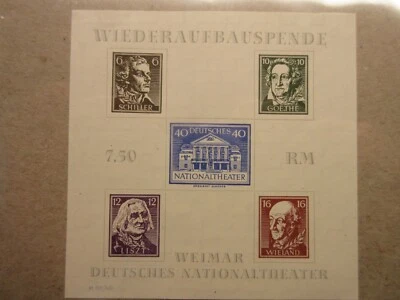 WIEDERAUFBAUSPENDE
6 6
SCHILLER
10 10
GOETHE
7.50
40 DEUTSCHES 40
NATIONALTHEATER
RM
12 12
LISZT
16 16
WIELAND
WEIMAR
DEUTSCHES NATIONALTHEATER